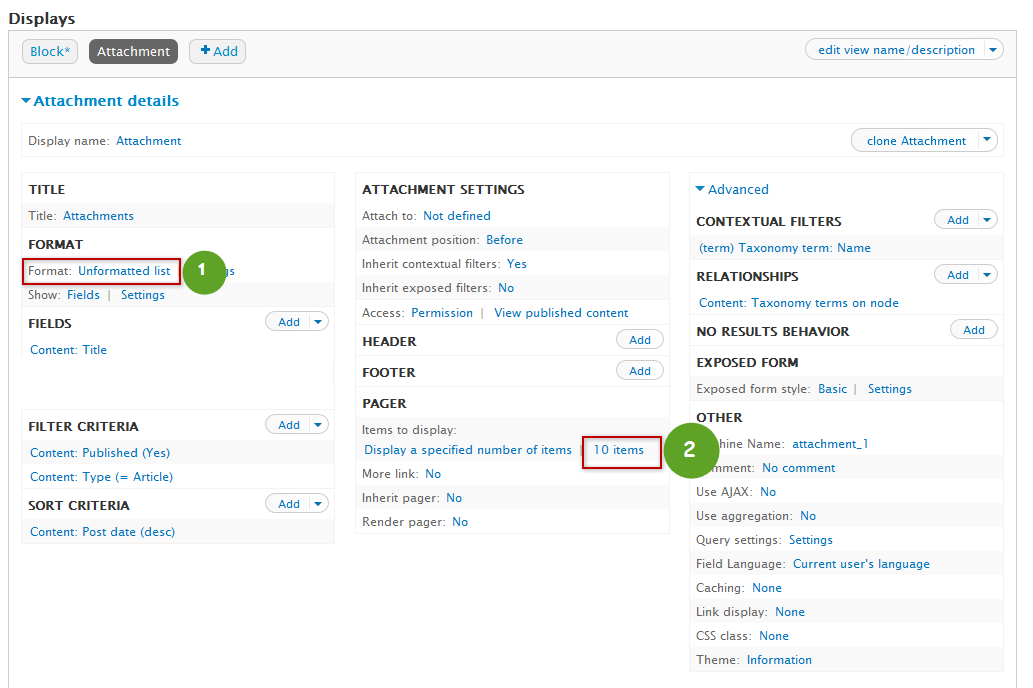 Displays
Block*
Attachment
Add
edit view name/description
Attachment details
Display name: Attachment
clone Attachment
TITLE
Title: Attachments
FORMAT
Format: Unformatted list
1
Show: Fields | Settings
FIELDS
Add
Content: Title
FILTER CRITERIA
Add
Content: Published (Yes)
Content: Type (= Article)
SORT CRITERIA
Add
Content: Post date (desc)
ATTACHMENT SETTINGS
Attach to: Not defined
Attachment position: Before
Inherit contextual filters: Yes
Inherit exposed filters: No
Access: Permission | View published content
HEADER
Add
FOOTER
Add
PAGER
Items to display:
Display a specified number of items | 10 items
2
More link: No
Inherit pager: No
Render pager: No
Advanced
CONTEXTUAL FILTERS
Add
(term) Taxonomy term: Name
RELATIONSHIPS
Add
Content: Taxonomy terms on node
NO RESULTS BEHAVIOR
Add
EXPOSED FORM
Exposed form style: Basic | Settings
OTHER
Name: attachment_1
No comment
Use AJAX: No
Use aggregation: No
Query settings: Settings
Field Language: Current user's language
Caching: None
Link display: None
CSS class: None
Theme: Information